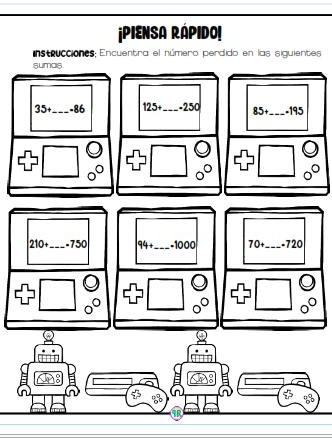 ¡PIENSA RÁPIDO!
Instrucciones: Encuentra el número perdido en las siguientes
sumas.
35+___=86
125+___=250
85+___=195
210+___=750
94+___=1000
70+___=720